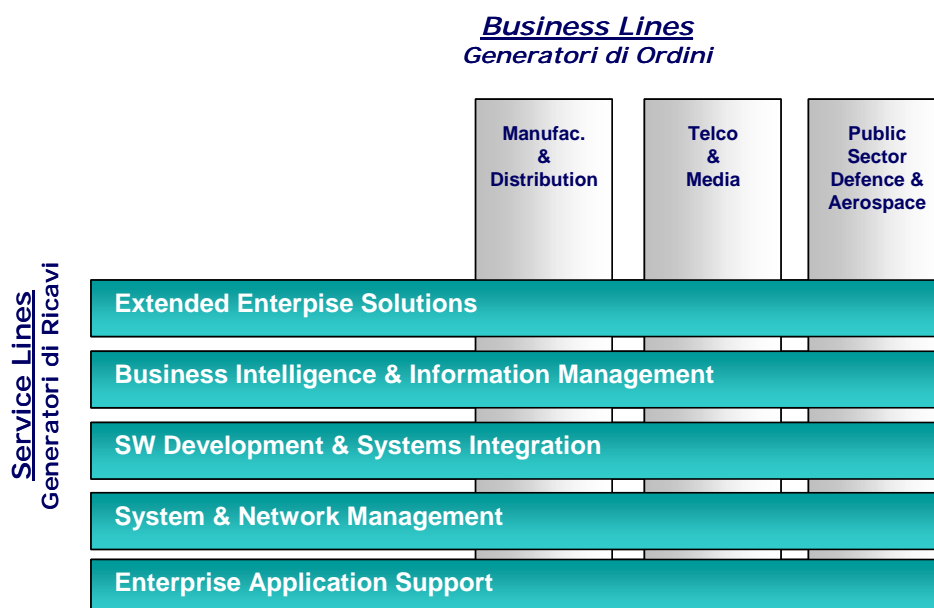 Business Lines
Generatori di Ordini
Manufac.
&
Distribution
Telco
&
Media
Public
Sector
Defence &
Aerospace
Service Lines
Generatori di Ricavi
Extended Enterpise Solutions
Business Intelligence & Information Management
SW Development & Systems Integration
System & Network Management
Enterprise Application Support